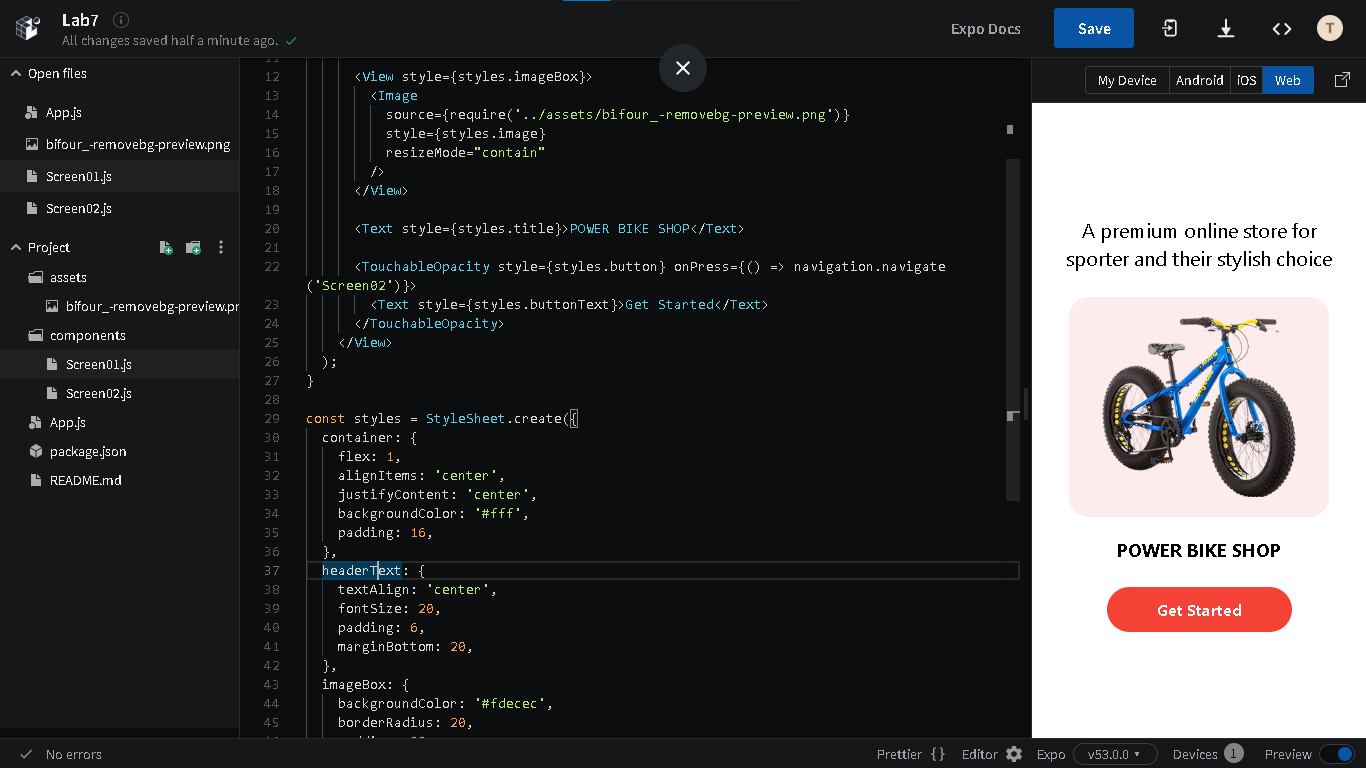 Lab7
All changes saved half a minute ago.
Expo Docs
Save
T
Open files
App.js
bifour_-removebg-preview.png
Screen01.js
Screen02.js
Project
assets
bifour_-removebg-preview.pr
components
Screen01.js
Screen02.js
App.js
package.json
README.md
11
12 <View style={styles.imageBox}>
13 <Image
14 source={require('../assets/bifour_-removebg-preview.png')}
15 style={styles.image}
16 resizeMode="contain"
17 />
18 </View>
19
20 <Text style={styles.title}>POWER BIKE SHOP</Text>
21
22 <TouchableOpacity style={styles.button} onPress={() => navigation.navigate
('Screen02')}>
23 <Text style={styles.buttonText}>Get Started</Text>
24 </TouchableOpacity>
25 </View>
26 );
27 }
28
29 const styles = StyleSheet.create({
30 container: {
31 flex: 1,
32 alignItems: 'center',
33 justifyContent: 'center',
34 backgroundColor: '#fff',
35 padding: 16,
36 },
37 headerText: {
38 textAlign: 'center',
39 fontSize: 20,
40 padding: 6,
41 marginBottom: 20,
42 },
43 imageBox: {
44 backgroundColor: '#fdecec',
45 borderRadius: 20,
My Device
Android
iOS
Web
A premium online store for
sporter and their stylish choice
POWER BIKE SHOP
Get Started
No errors
Prettier {}
Editor
Expo
v53.0.0
Devices 1
Preview